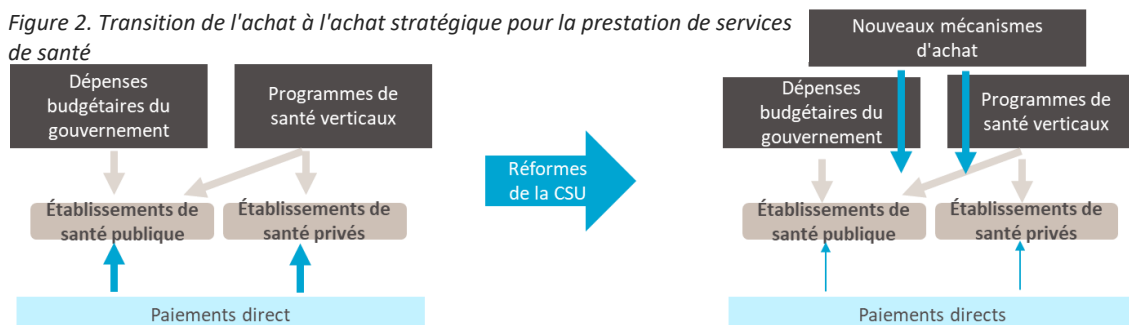 Figure 2. Transition de l'achat à l'achat stratégique pour la prestation de services
de santé
Dépenses
budgétaires du
gouvernement
Programmes de
santé verticaux
Établissements de
santé publique
Établissements de
santé privés
Paiements direct
Réformes
de la CSU
Nouveaux mécanismes
d'achat
Dépenses
budgétaires du
gouvernement
Programmes de
santé verticaux
Établissements de
santé publique
Établissements de
santé privés
Paiements directs